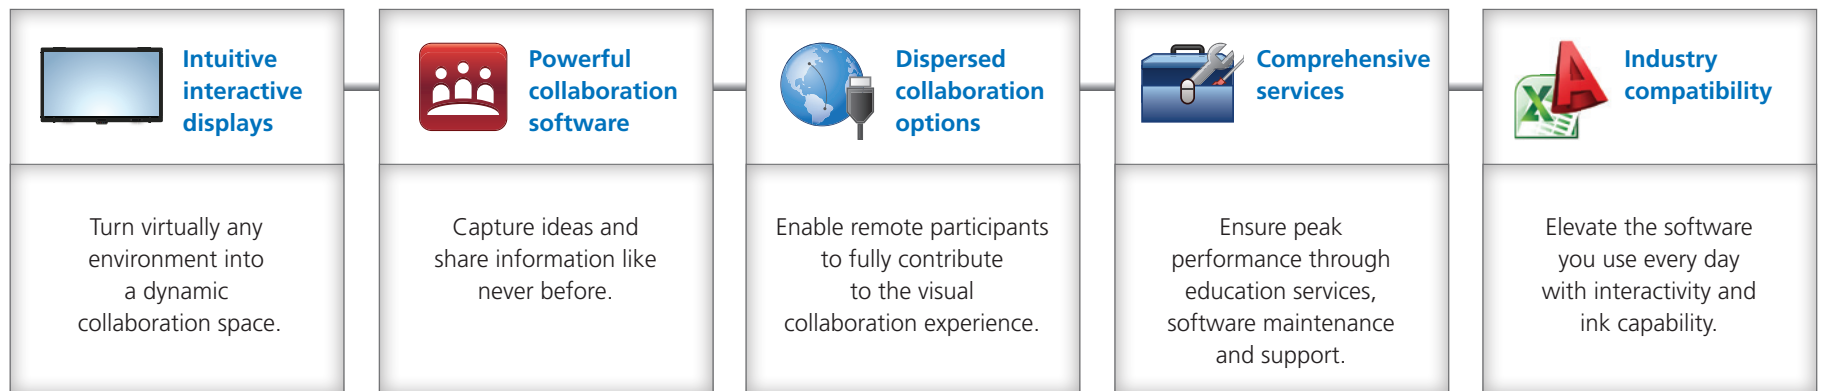 Intuitive
interactive
displays
Turn virtually any
environment into
a dynamic
collaboration space.
Powerful
collaboration
software
Capture ideas and
share information like
never before.
Dispersed
collaboration
options
Enable remote participants
to fully contribute
to the visual
collaboration experience.
Comprehensive
services
Ensure peak
performance through
education services,
software maintenance
and support.
Industry
compatibility
Elevate the software
you use every day
with interactivity and
ink capability.